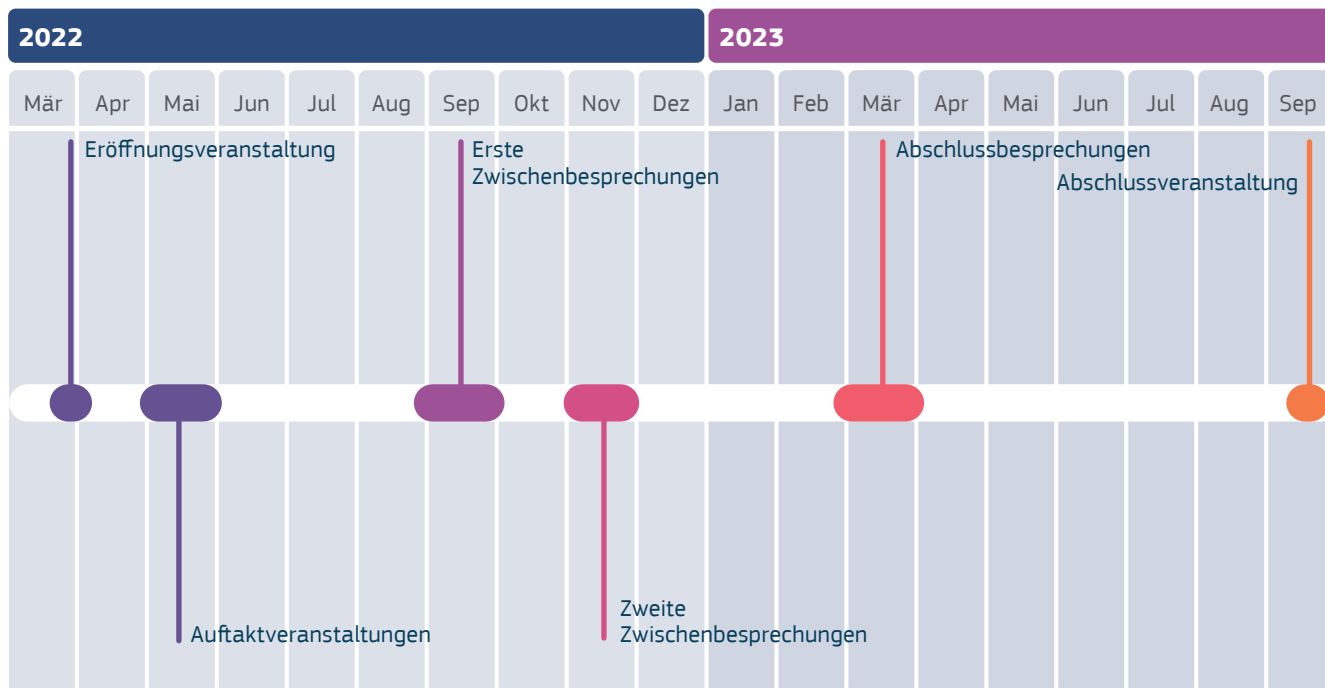 2022 2023
Mär Apr Mai Jun Jul Aug Sep Okt Nov Dez Jan Feb Mär Apr Mai Jun Jul Aug Sep
Eröffnungsveranstaltung
Erste
Zwischenbesprechungen
Abschlussbesprechungen
Abschlussveranstaltung
Auftaktveranstaltungen
Zweite
Zwischenbesprechungen